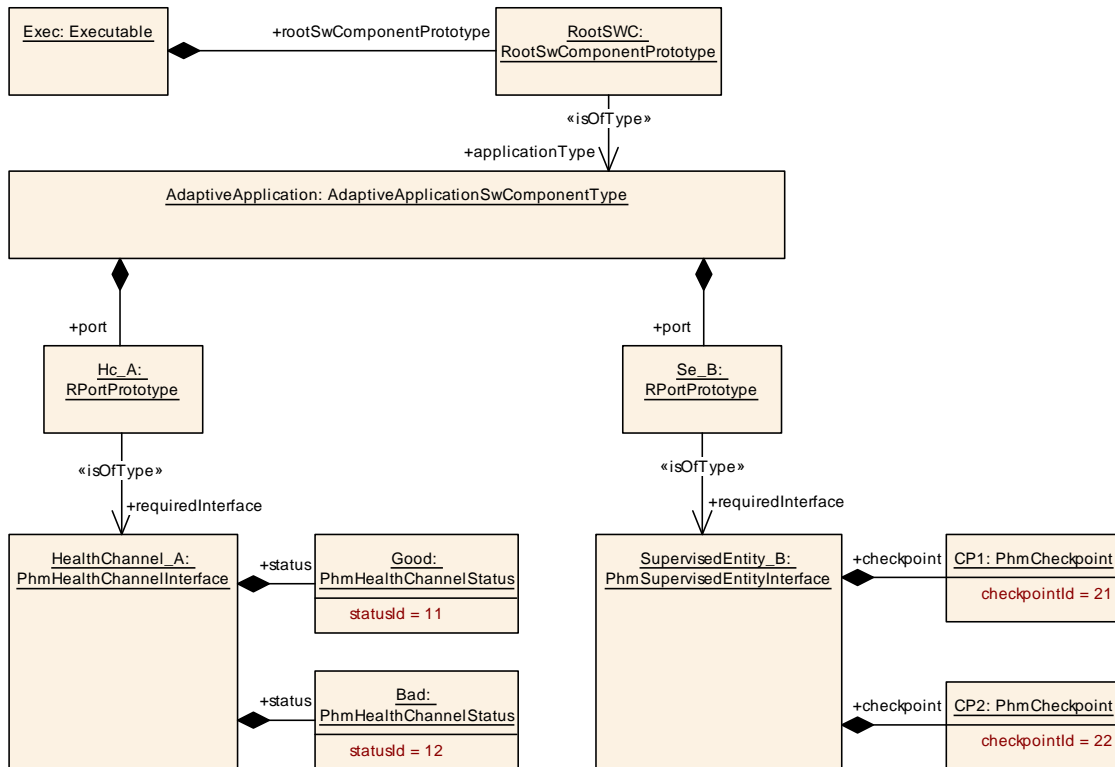 Exec: Executable
+rootSwComponentPrototype
RootSWC:
RootSwComponentPrototype
«isOfType»
+applicationType
AdaptiveApplication: AdaptiveApplicationSwComponentType
+port
+port
Hc_A:
RPortPrototype
Se_B:
RPortPrototype
«isOfType»
«isOfType»
+requiredInterface
+requiredInterface
HealthChannel_A:
PhmHealthChannelInterface
+status
Good:
PhmHealthChannelStatus
statusId = 11
+status
Bad:
PhmHealthChannelStatus
statusId = 12
SupervisedEntity_B:
PhmSupervisedEntityInterface
+checkpoint
CP1: PhmCheckpoint
checkpointId = 21
+checkpoint
CP2: PhmCheckpoint
checkpointId = 22